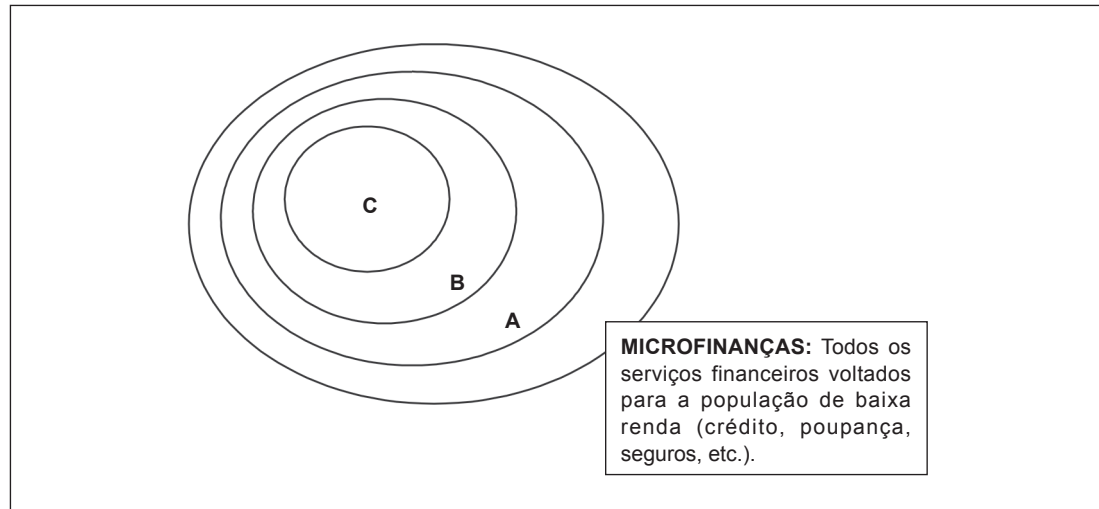 C
B
A
MICROFINANÇAS: Todos os
serviços financeiros voltados
para a população de baixa
renda (crédito, poupança,
seguros, etc.).